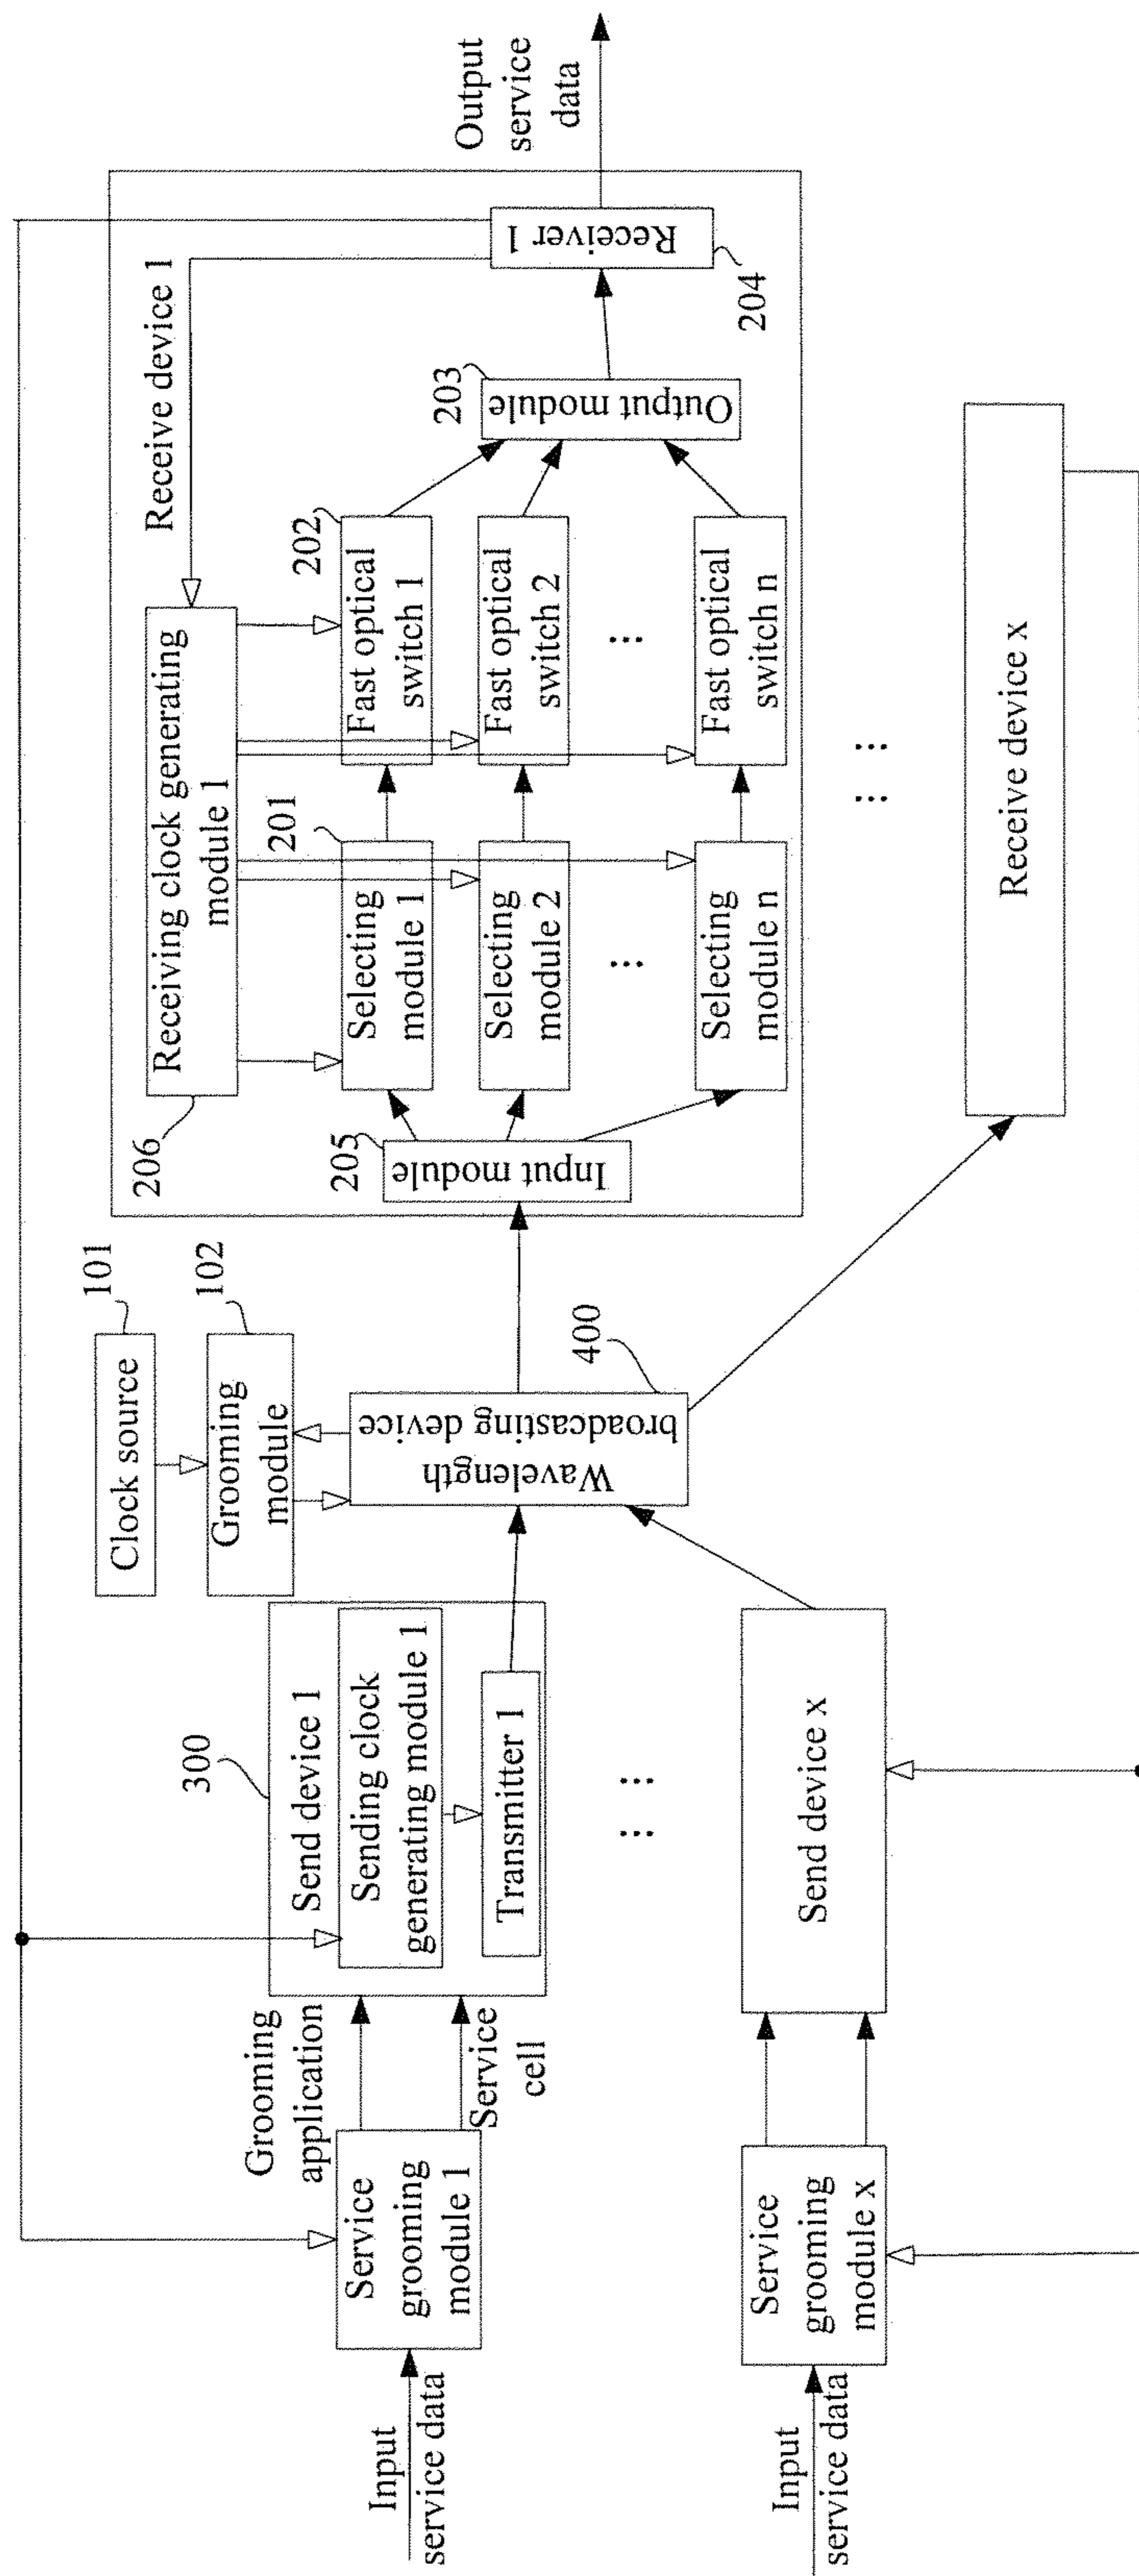 Input
service data
Service
grooming
module 1
Grooming
application
Service
cell
300
Send device 1
Sending clock
generating module 1
Transmitter 1
...
...
Input
service data
Service
grooming
module x
Send device x
Clock source
101
Grooming
module
102
Wavelength
broadcasting device
400
Receive device 1
Receiving clock generating
module 1
206
Input module
205
Selecting
module 1
201
Selecting
module 2
...
Selecting
module n
Fast optical
switch 1
202
Fast optical
switch 2
...
Fast optical
switch n
Output module
203
Receiver 1
204
Output
service
data
...
...
Receive device x